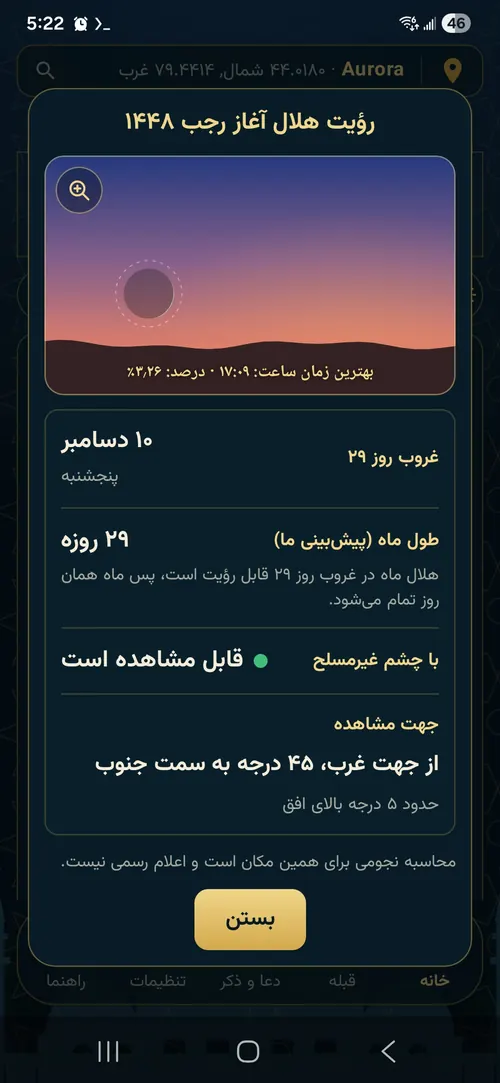 5:22
46
Aurora · ۴۴.۰۱۸۰ شمال, ۷۹.۴۴۱۴ غرب
رؤیت هلال آغاز رجب ۱۴۴۸
بهترین زمان ساعت: ۱۷:۰۹ · درصد: ۳٫۲۶٪
غروب روز ۲۹
۱۰ دسامبر
پنجشنبه
طول ماه (پیش‌بینی ما)
۲۹ روزه
هلال ماه در غروب روز ۲۹ قابل رؤیت است، پس ماه همان
روز تمام می‌شود.
با چشم غیرمسلح
قابل مشاهده است
جهت مشاهده
از جهت غرب، ۴۵ درجه به سمت جنوب
حدود ۵ درجه بالای افق
محاسبه نجومی برای همین مکان است و اعلام رسمی نیست.
بستن
خانه
قبله
دعا و ذکر
تنظیمات
راهنما